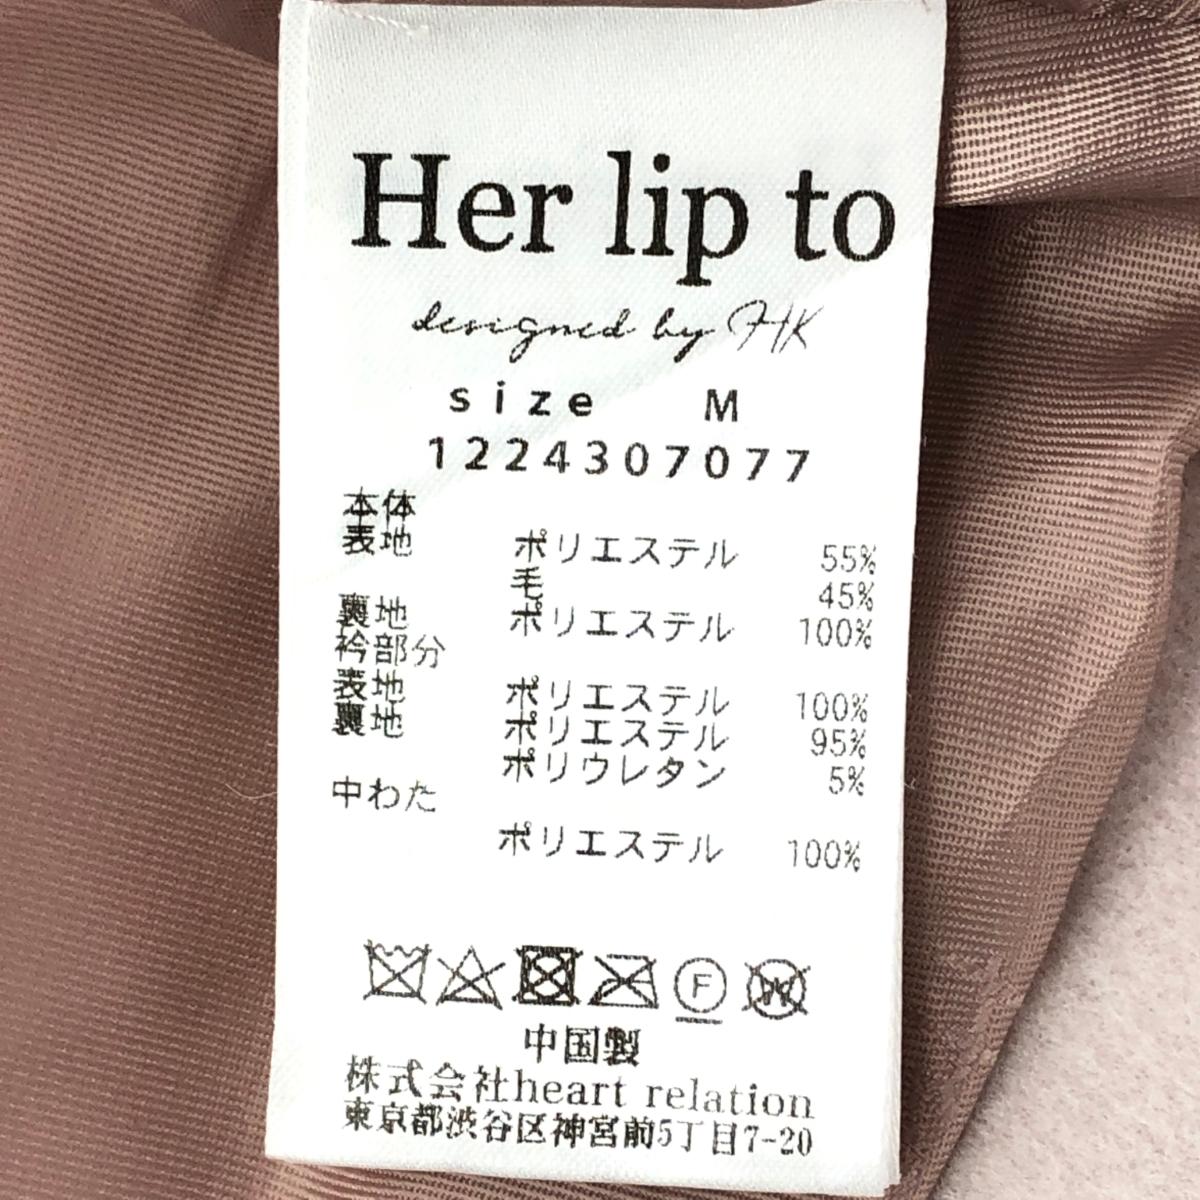 Her lip to
designed by HK
size M
1224307077
本体
表地 ポリエステル 55%
毛 45%
裏地 ポリエステル 100%
衿部分
表地 ポリエステル 100%
裏地 ポリエステル 95%
ポリウレタン 5%
中わた
ポリエステル 100%
F W
中国製
株式会社heart relation
東京都渋谷区神宮前5丁目7-20